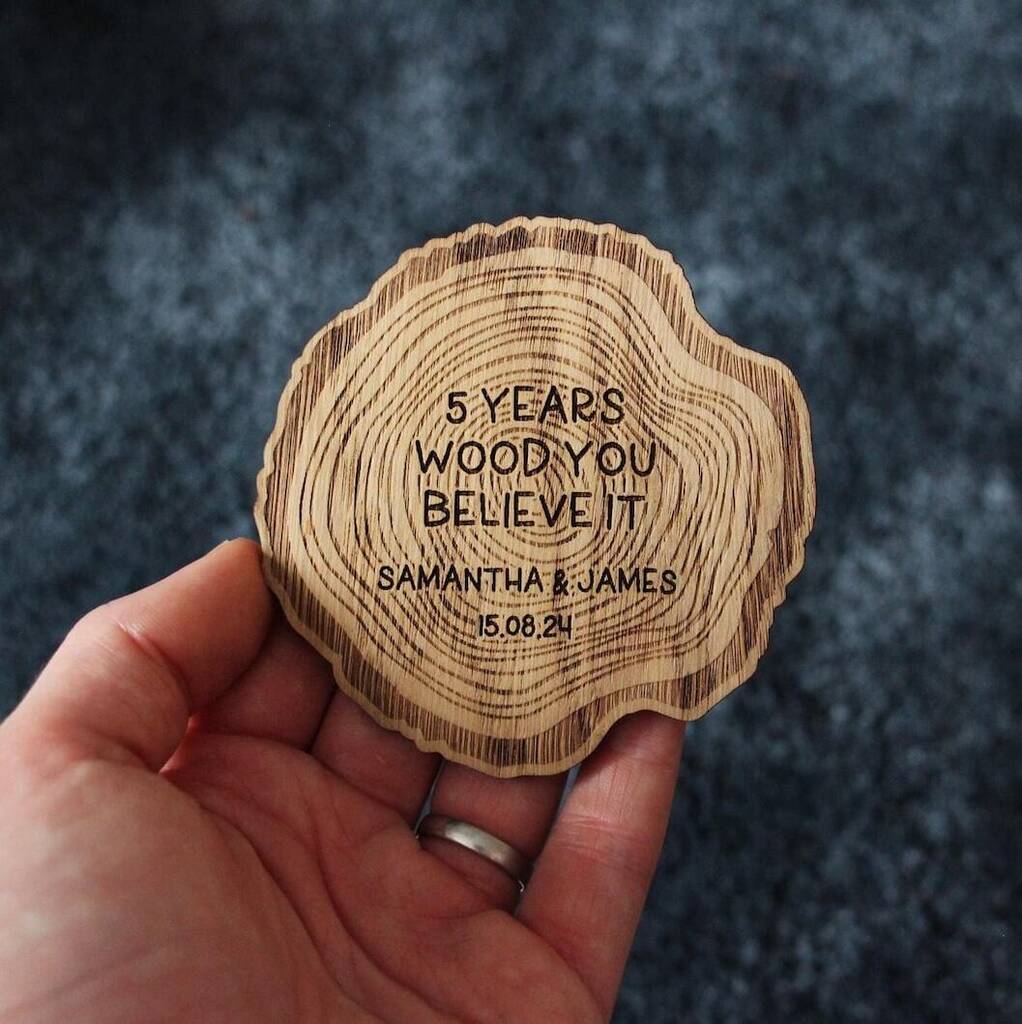 5 YEARS
WOOD YOU
BELIEVE IT
SAMANTHA & JAMES
15.08.24